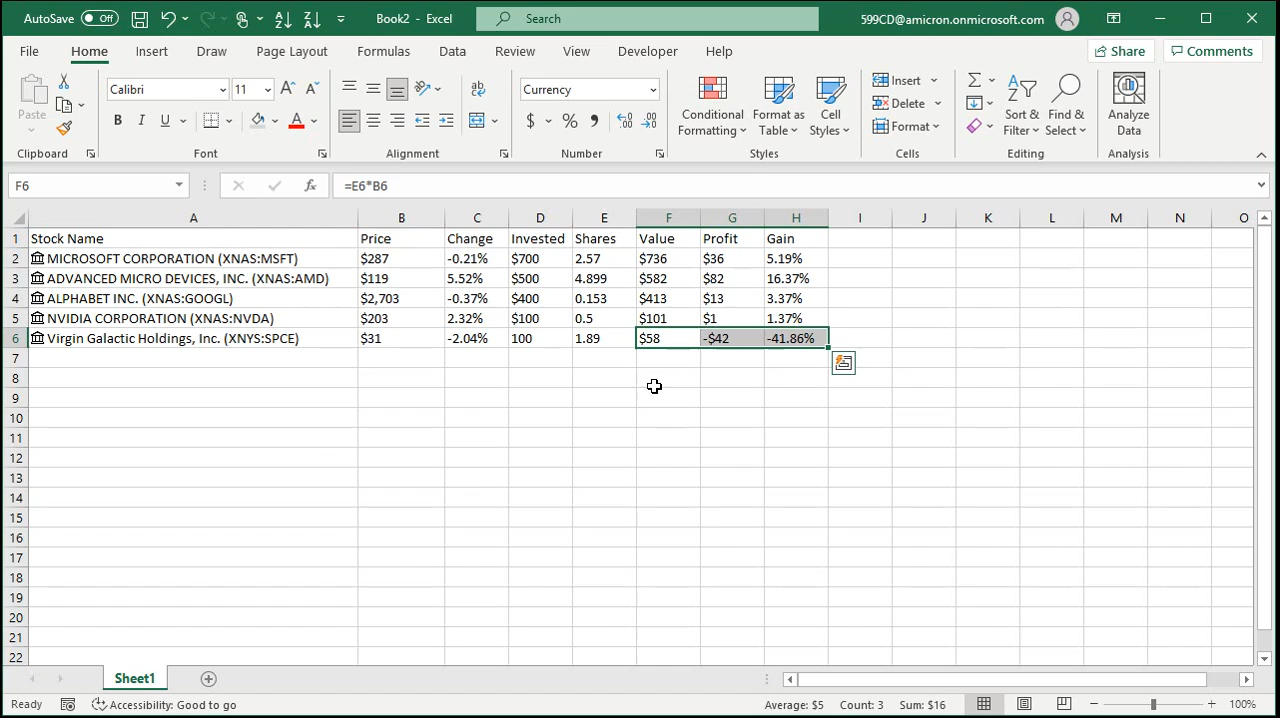 AutoSave Off Book2 - Excel Search 599CD@amicron.onmicrosoft.com
File Home Insert Draw Page Layout Formulas Data Review View Developer Help Share Comments
Paste Calibri 11 A A ab Currency Conditional Formatting Format as Table Cell Styles Insert Delete Format Sort & Filter Find & Select Analyze Data
B I U A $ % 9
Clipboard Font Alignment Number Styles Cells Editing Analysis
F6 fx =E6*B6
A B C D E F G H I J K L M N O
1 Stock Name Price Change Invested Shares Value Profit Gain
2 MICROSOFT CORPORATION (XNAS:MSFT) $287 -0.21% $700 2.57 $736 $36 5.19%
3 ADVANCED MICRO DEVICES, INC. (XNAS:AMD) $119 5.52% $500 4.899 $582 $82 16.37%
4 ALPHABET INC. (XNAS:GOOGL) $2,703 -0.37% $400 0.153 $413 $13 3.37%
5 NVIDIA CORPORATION (XNAS:NVDA) $203 2.32% $100 0.5 $101 $1 1.37%
6 Virgin Galactic Holdings, Inc. (XNYS:SPCE) $31 -2.04% 100 1.89 $58 -$42 -41.86%
7
8
9
10
11
12
13
14
15
16
17
18
19
20
21
22
Sheet1
Ready Accessibility: Good to go Average: $5 Count: 3 Sum: $16 100%